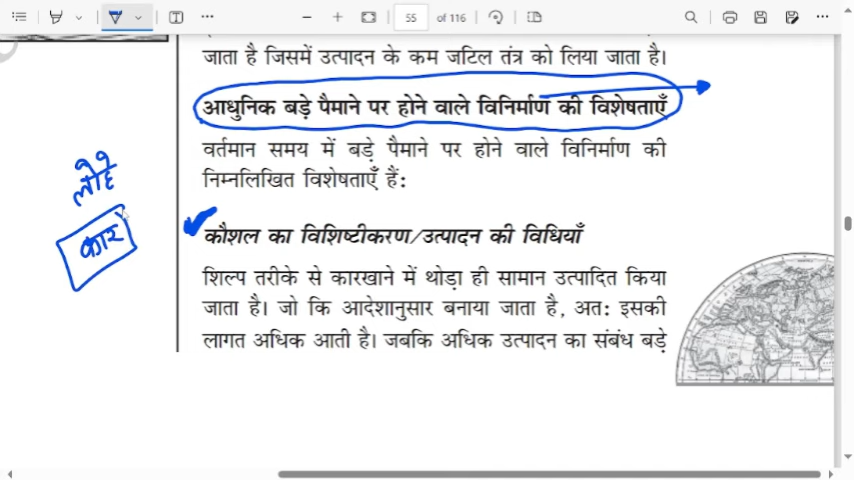 55 of 116
जाता है जिसमें उत्पादन के कम जटिल तंत्र को लिया जाता है।
आधुनिक बड़े पैमाने पर होने वाले विनिर्माण की विशेषताएँ
वर्तमान समय में बड़े पैमाने पर होने वाले विनिर्माण की
निम्नलिखित विशेषताएँ हैं:
लोहे
कार
कौशल का विशिष्टीकरण/उत्पादन की विधियाँ
शिल्प तरीके से कारखाने में थोड़ा ही सामान उत्पादित किया
जाता है। जो कि आदेशानुसार बनाया जाता है, अतः इसकी
लागत अधिक आती है। जबकि अधिक उत्पादन का संबंध बड़े